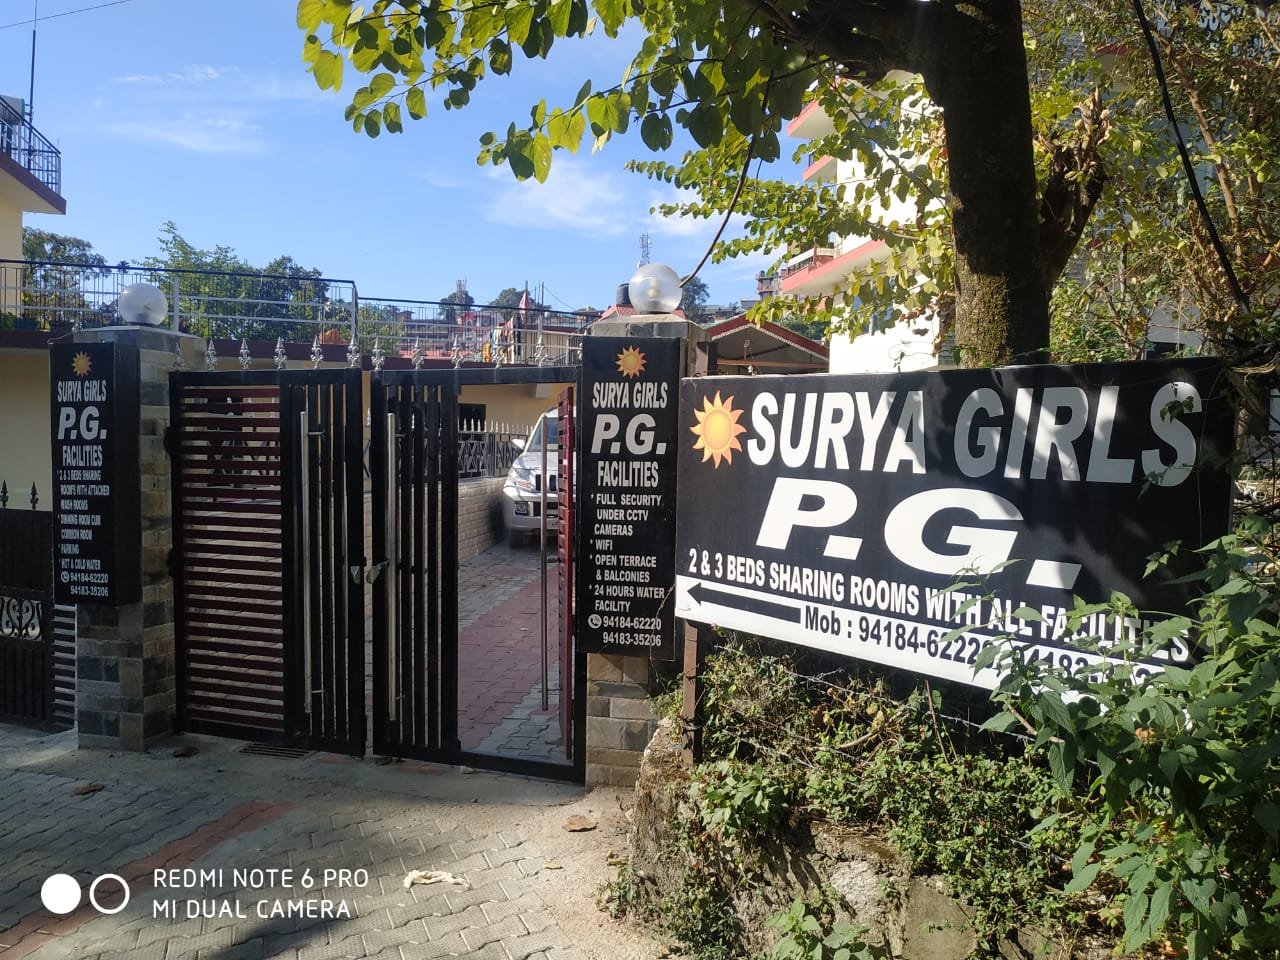 SURYA GIRLS
P.G.
FACILITIES
* 2 & 3 BEDS SHARING
ROOMS WITH ATTACHED
WASH ROOMS
* DINNING ROOM CUM
COMMON ROOM
* PARKING
* HOT & COLD WATER
94184-62220
94183-35206
SURYA GIRLS
P.G.
FACILITIES
* FULL SECURITY
UNDER CCTV
CAMERAS
* WIFI
* OPEN TERRACE
& BALCONIES
* 24 HOURS WATER
FACILITY
94184-62220
94183-35206
SURYA GIRLS
P.G.
2 & 3 BEDS SHARING ROOMS WITH ALL FACILITIES
Mob : 94184-62220
REDMI NOTE 6 PRO
MI DUAL CAMERA